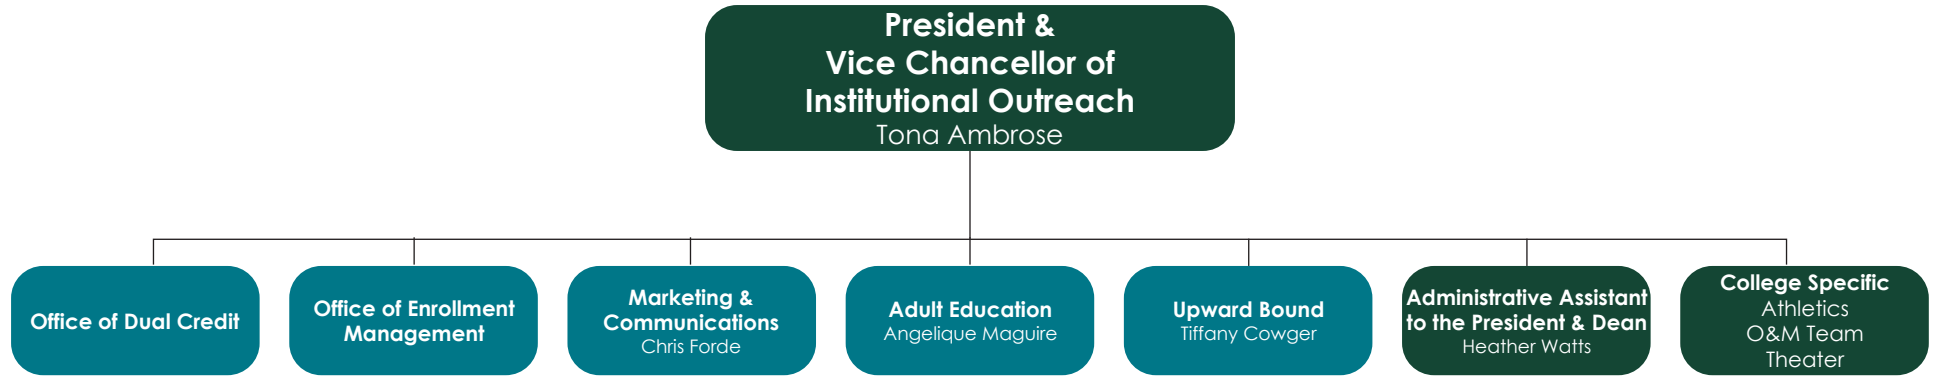 President &
Vice Chancellor of
Institutional Outreach
Tona Ambrose
Office of Dual Credit
Office of Enrollment
Management
Marketing &
Communications
Chris Forde
Adult Education
Angelique Maguire
Upward Bound
Tiffany Cowger
Administrative Assistant
to the President & Dean
Heather Watts
College Specific
Athletics
O&M Team
Theater